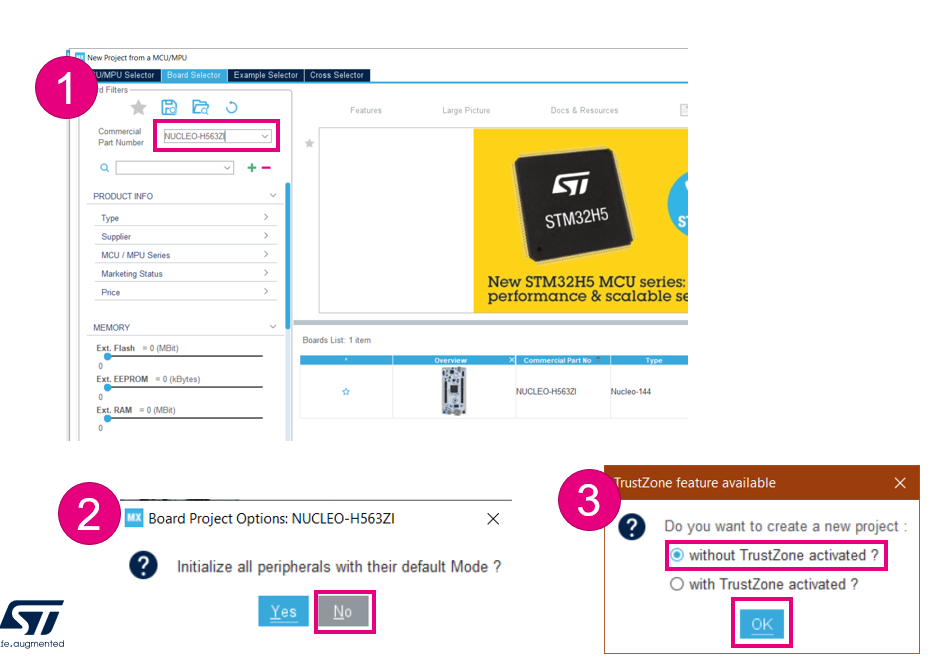 MX New Project from a MCU/MPU
1
U/MPU Selector Board Selector Example Selector Cross Selector
rd Filters
Features Large Picture Docs & Resources
Commercial
Part Number
NUCLEO-H563ZI
PRODUCT INFO
Type
Supplier
MCU / MPU Series
Marketing Status
Price
MEMORY
Ext. Flash = 0 (MBit)
0
Ext. EEPROM = 0 (kBytes)
0
Ext. RAM = 0 (MBit)
0
ST
STM32H5
ST
New STM32H5 MCU series:
performance & scalable se
Boards List: 1 item
* Overview Commercial Part No Type
NUCLEO-H563ZI Nucleo-144
2
MX Board Project Options: NUCLEO-H563ZI
Initialize all peripherals with their default Mode ?
Yes No
3
TrustZone feature available
Do you want to create a new project :
without TrustZone activated ?
with TrustZone activated ?
OK
ST
ife.augmented